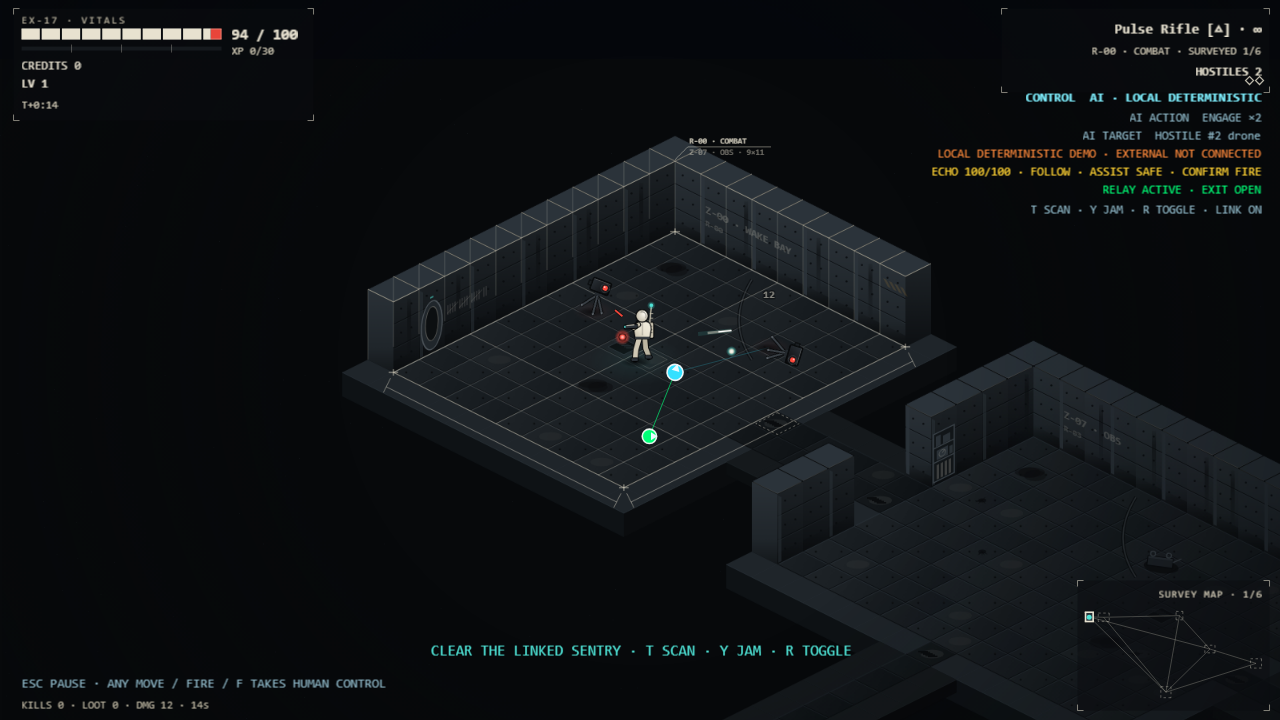 EX-17 · VITALS
94 / 100
XP 0/30
CREDITS 0
LV 1
T+0:14
Pulse Rifle [▲] · ∞
R-00 · COMBAT · SURVEYED 1/6
HOSTILES 2
CONTROL AI · LOCAL DETERMINISTIC
AI ACTION ENGAGE ×2
AI TARGET HOSTILE #2 drone
LOCAL DETERMINISTIC DEMO · EXTERNAL NOT CONNECTED
ECHO 100/100 · FOLLOW · ASSIST SAFE · CONFIRM FIRE
RELAY ACTIVE · EXIT OPEN
T SCAN · Y JAM · R TOGGLE · LINK ON
R-00 · COMBAT
Z-07 · OBS · 9×11
Z-00 · WAKE BAY
12
Z-07 · OBS
SURVEY MAP · 1/6
CLEAR THE LINKED SENTRY · T SCAN · Y JAM · R TOGGLE
ESC PAUSE · ANY MOVE / FIRE / F TAKES HUMAN CONTROL
KILLS 0 · LOOT 0 · DMG 12 · 14s